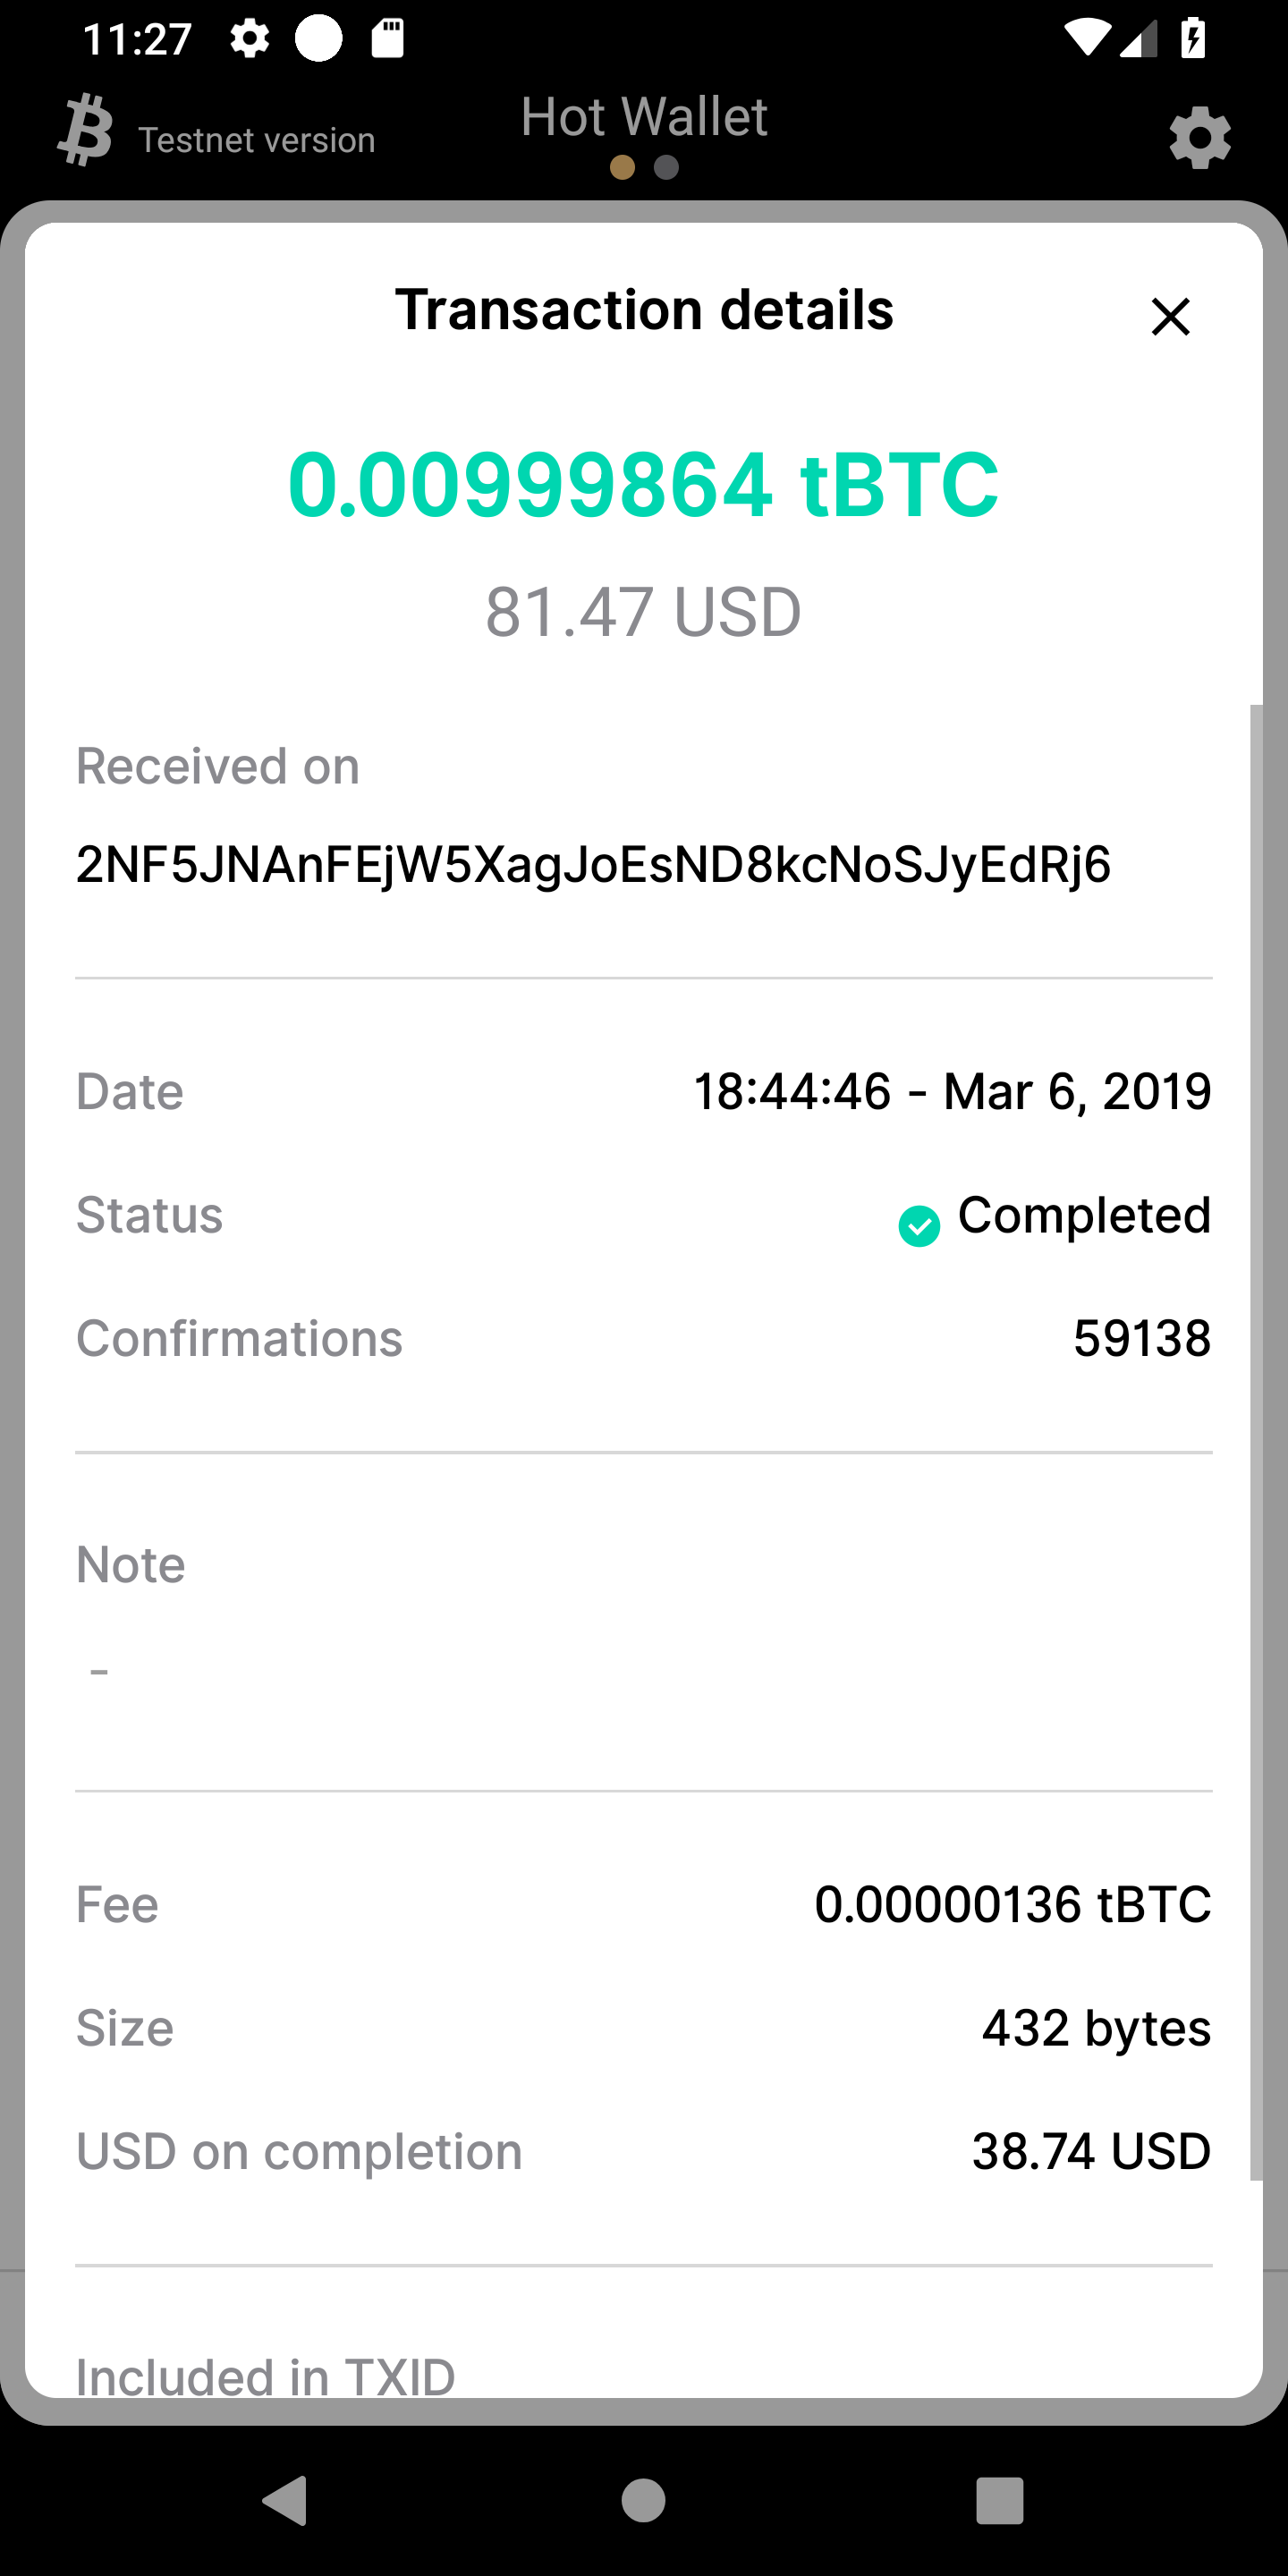 11:27
Testnet version
Hot Wallet
Transaction details
0.00999864 tBTC
81.47 USD
Received on
2NF5JNAnFEjW5XagJoEsND8kcNoSJyEdRj6
Date 18:44:46 - Mar 6, 2019
Status Completed
Confirmations 59138
Note
-
Fee 0.00000136 tBTC
Size 432 bytes
USD on completion 38.74 USD
Included in TXID